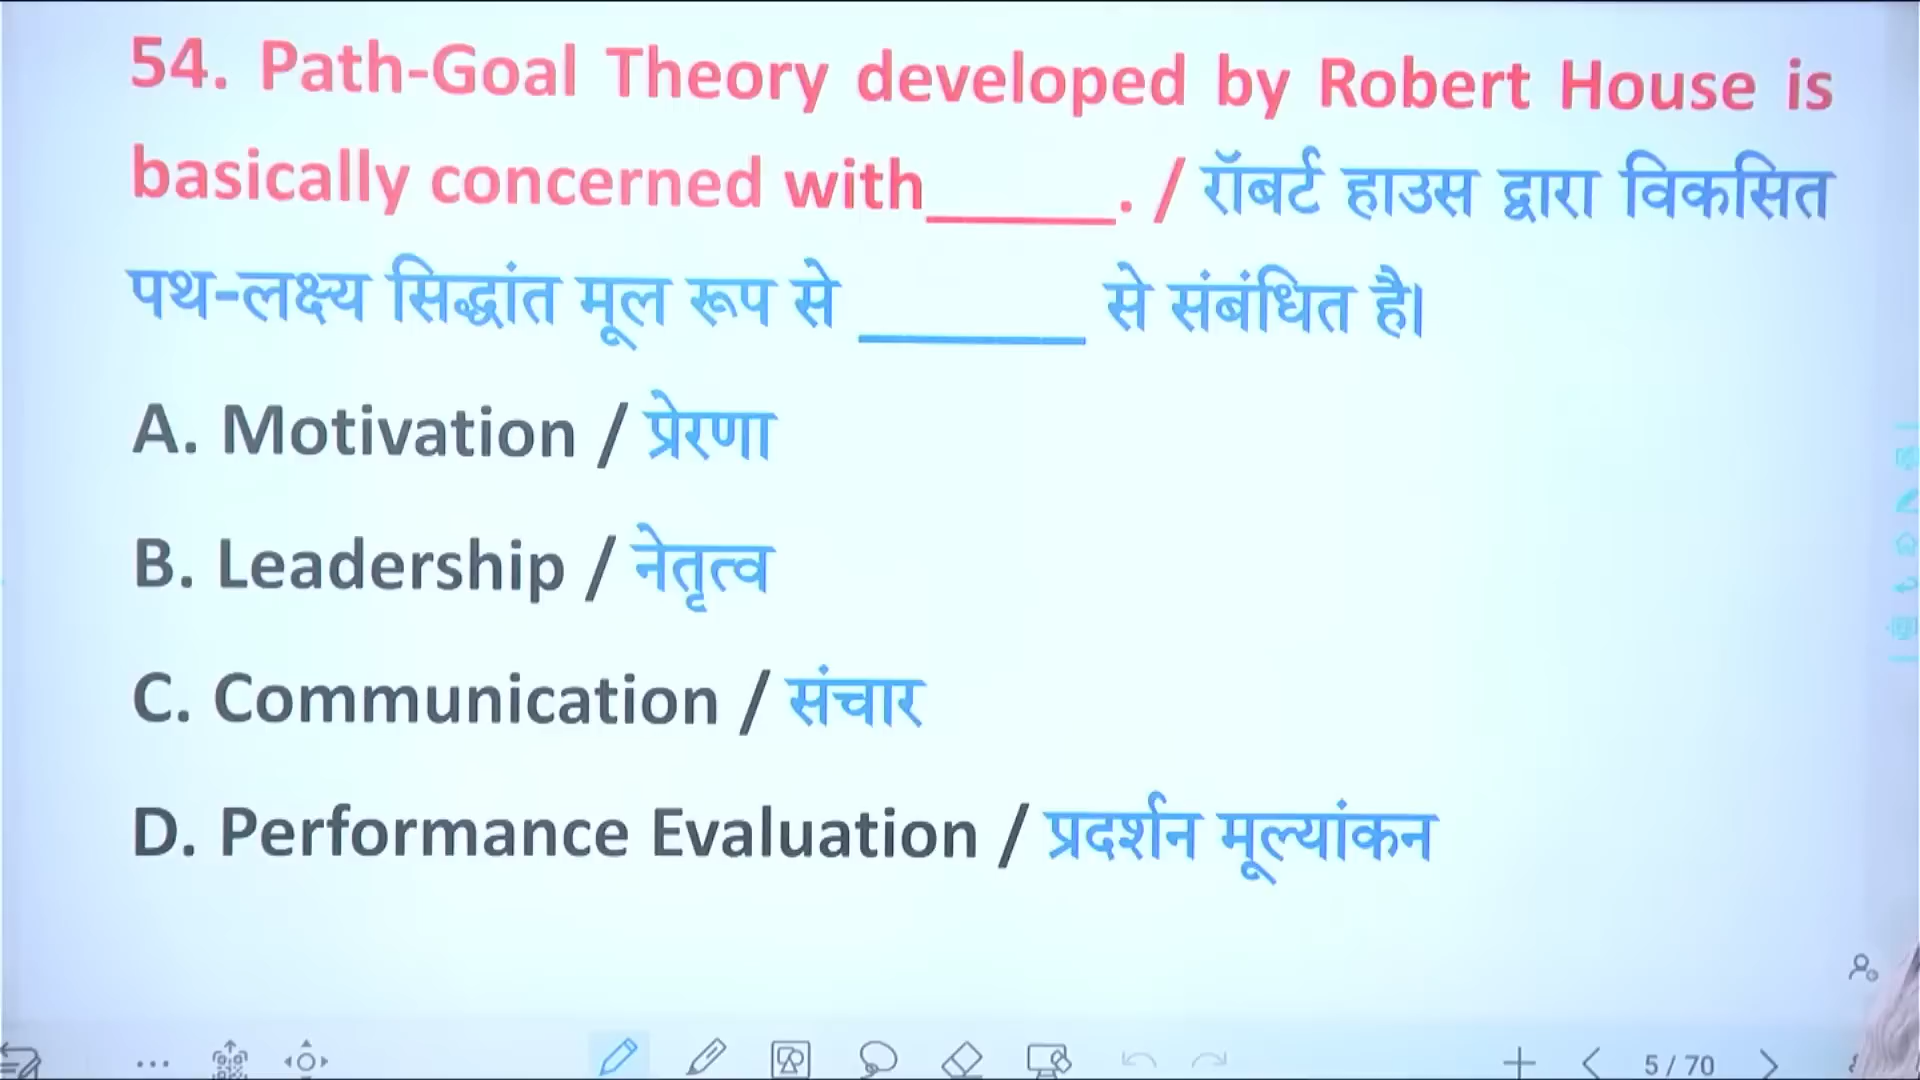 54. Path-Goal Theory developed by Robert House is
basically concerned with_____. / रॉबर्ट हाउस द्वारा विकसित
पथ-लक्ष्य सिद्धांत मूल रूप से ______ से संबंधित है।
A. Motivation / प्रेरणा
B. Leadership / नेतृत्व
C. Communication / संचार
D. Performance Evaluation / प्रदर्शन मूल्यांकन
5 / 70